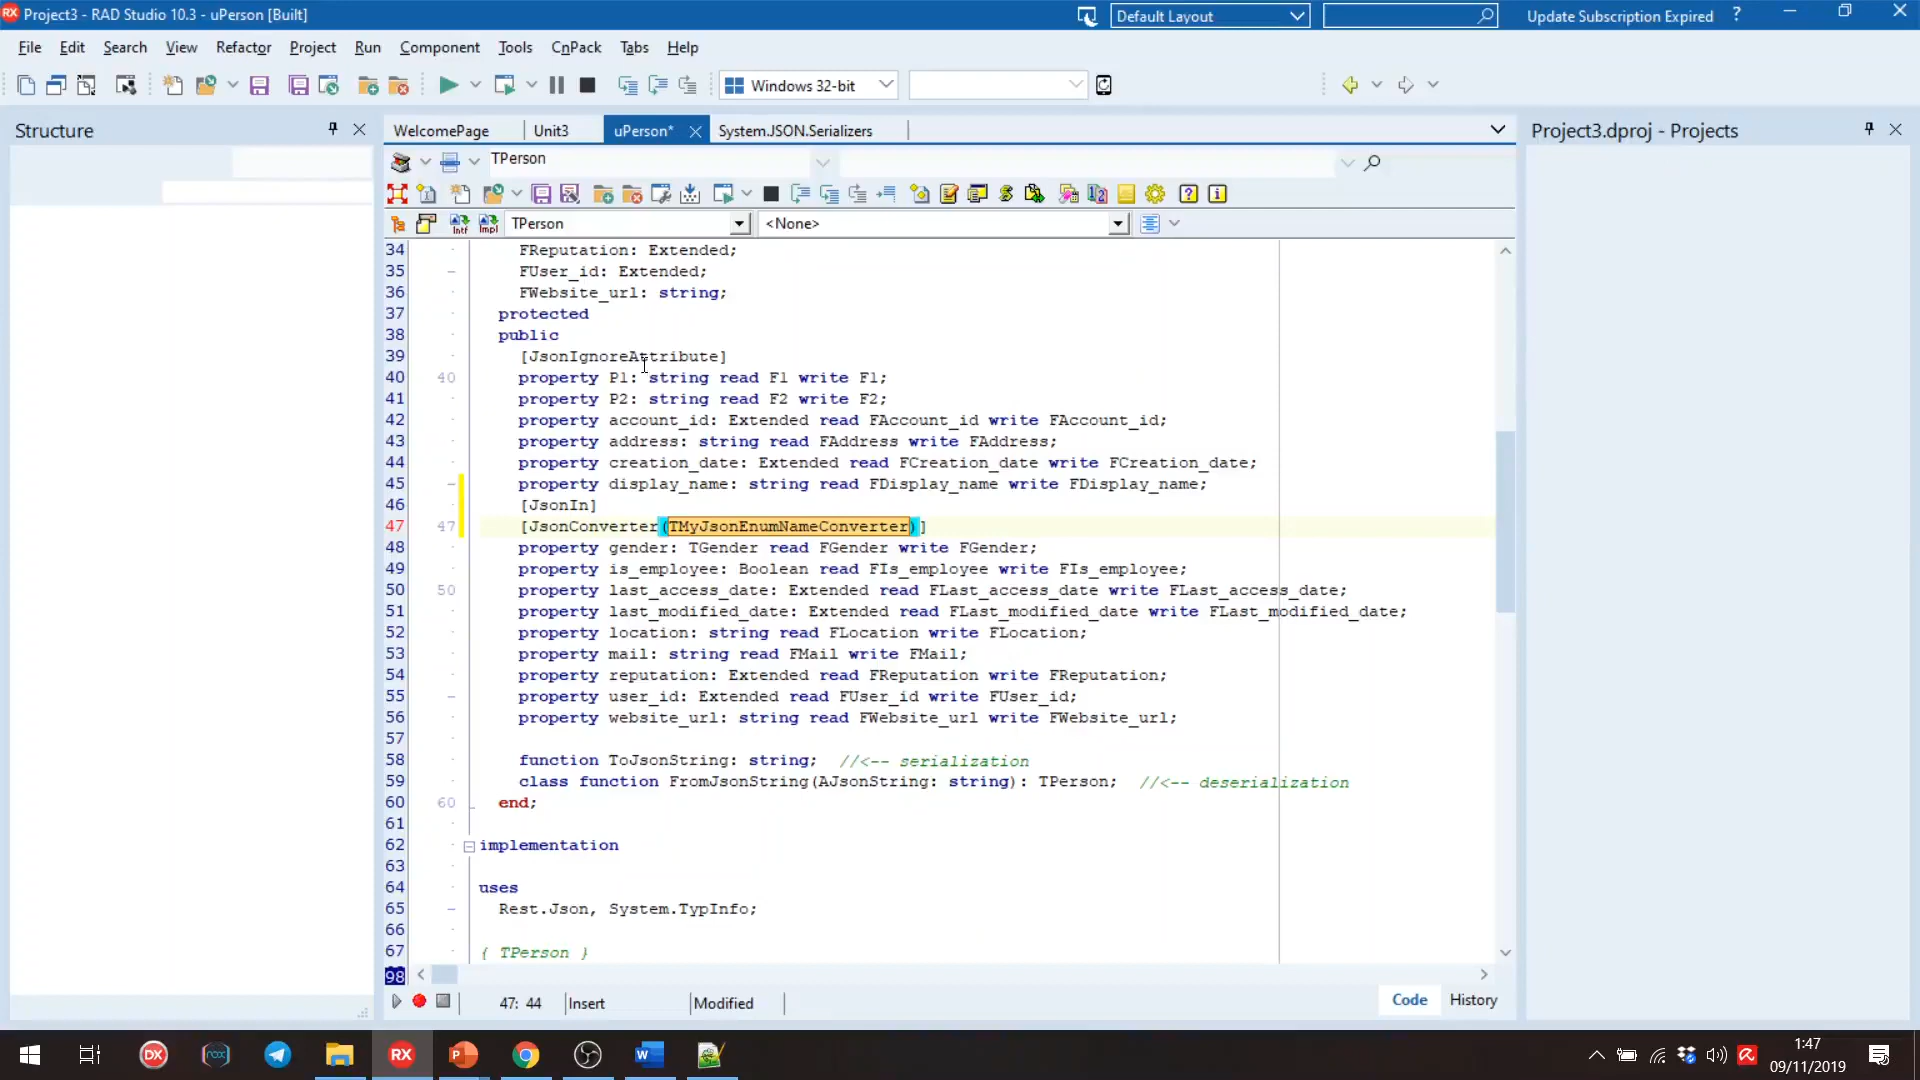 Project3 - RAD Studio 10.3 - uPerson [Built]
Default Layout
Update Subscription Expired ?
File Edit Search View Refactor Project Run Component Tools CnPack Tabs Help
Windows 32-bit
Structure
WelcomePage Unit3 uPerson* System.JSON.Serializers
Project3.dproj - Projects
TPerson
Intf Impl TPerson <None>
34 FReputation: Extended;
35 FUser_id: Extended;
36 FWebsite_url: string;
37 protected
38 public
39 [JsonIgnoreAttribute]
40 40 property P1: string read F1 write F1;
41 property P2: string read F2 write F2;
42 property account_id: Extended read FAccount_id write FAccount_id;
43 property address: string read FAddress write FAddress;
44 property creation_date: Extended read FCreation_date write FCreation_date;
45 property display_name: string read FDisplay_name write FDisplay_name;
46 [JsonIn]
47 47 [JsonConverter(TMyJsonEnumNameConverter)]
48 property gender: TGender read FGender write FGender;
49 property is_employee: Boolean read FIs_employee write FIs_employee;
50 50 property last_access_date: Extended read FLast_access_date write FLast_access_date;
51 property last_modified_date: Extended read FLast_modified_date write FLast_modified_date;
52 property location: string read FLocation write FLocation;
53 property mail: string read FMail write FMail;
54 property reputation: Extended read FReputation write FReputation;
55 property user_id: Extended read FUser_id write FUser_id;
56 property website_url: string read FWebsite_url write FWebsite_url;
57
58 function ToJsonString: string; //<-- serialization
59 class function FromJsonString(AJsonString: string): TPerson; //<-- deserialization
60 60 end;
61
62 implementation
63
64 uses
65 Rest.Json, System.TypInfo;
66
67 { TPerson }
98
47: 44 Insert Modified Code History
1:47
09/11/2019